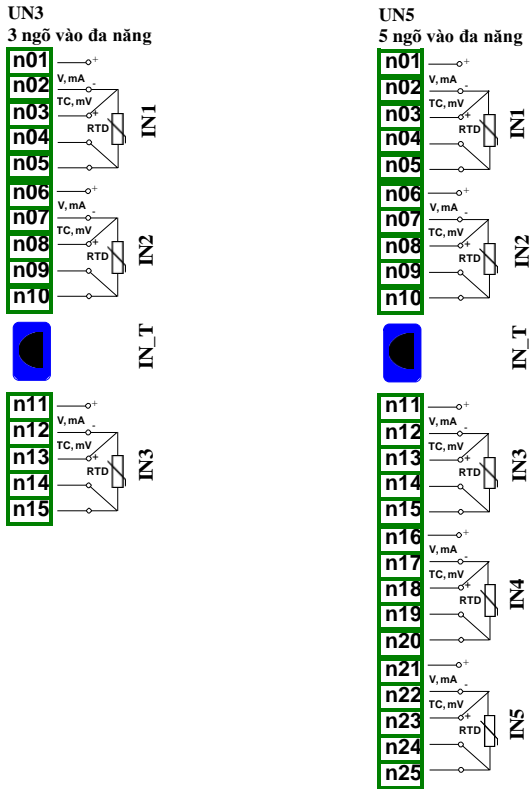 UN3
3 ngõ vào đa năng
n01
+
V, mA
-
n02
TC, mV
n03
+
RTD
n04
n05
IN1
n06
+
V, mA
-
n07
TC, mV
n08
+
RTD
n09
n10
IN2
IN_T
n11
+
V, mA
-
n12
TC, mV
n13
+
RTD
n14
n15
IN3
UN5
5 ngõ vào đa năng
n01
+
V, mA
-
n02
TC, mV
n03
+
RTD
n04
n05
IN1
n06
+
V, mA
-
n07
TC, mV
n08
+
RTD
n09
n10
IN2
IN_T
n11
+
V, mA
-
n12
TC, mV
n13
+
RTD
n14
n15
IN3
n16
+
V, mA
-
n17
TC, mV
n18
+
RTD
n19
n20
IN4
n21
+
V, mA
-
n22
TC, mV
n23
+
RTD
n24
n25
IN5